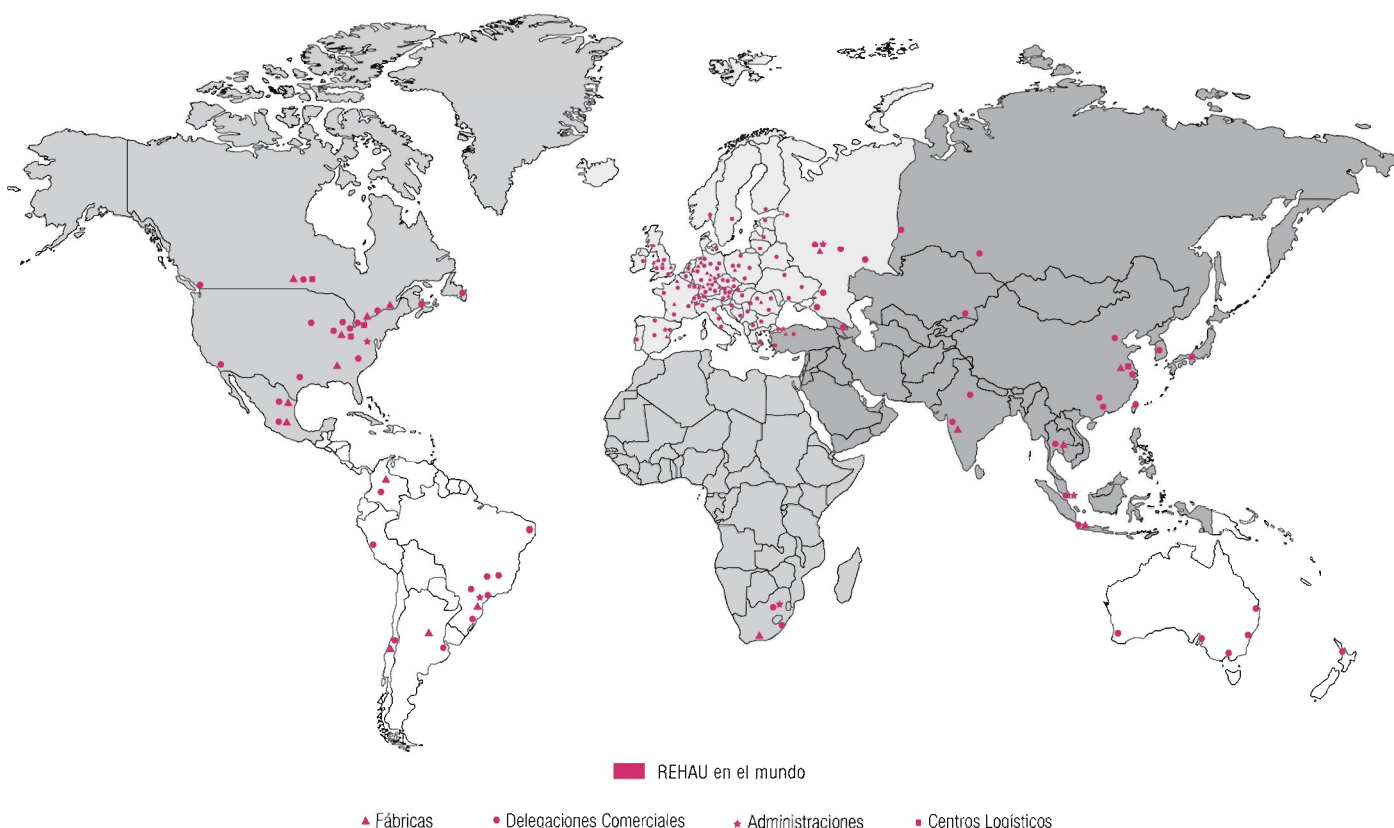 REHAU en el mundo
Fábricas Delegaciones Comerciales Administraciones Centros Logísticos